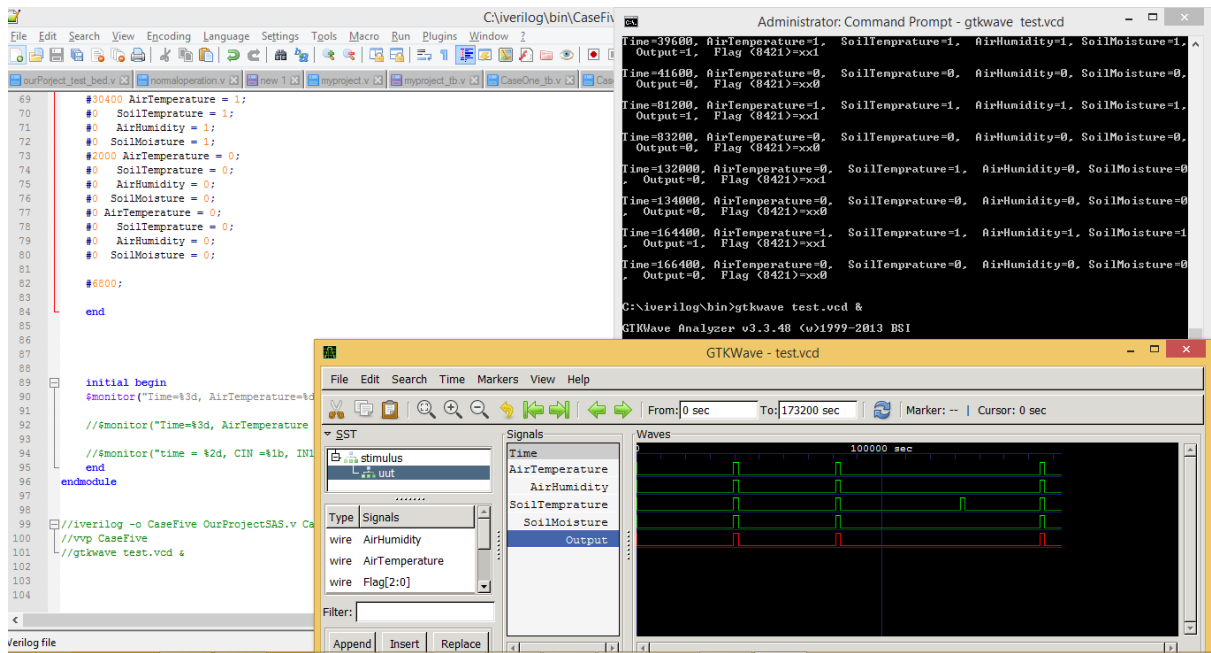 C:\iverilog\bin\CaseFiv
File Edit Search View Encoding Language Settings Tools Macro Run Plugins Window ?
ourPoject_test_bed.v normaloperation.v new 1 myproject.v myproject_tb.v CaseOne_tb.v Cas
69 #30400 AirTemperature = 1;
70 #0 SoilTemprature = 1;
71 #0 AirHumidity = 1;
72 #0 SoilMoisture = 1;
73 #2000 AirTemperature = 0;
74 #0 SoilTemprature = 0;
75 #0 AirHumidity = 0;
76 #0 SoilMoisture = 0;
77 #0 AirTemperature = 0;
78 #0 SoilTemprature = 0;
79 #0 AirHumidity = 0;
80 #0 SoilMoisture = 0;
81
82 #6800;
83
84 end
85
86
87
88
89 initial begin
90 $monitor("Time=%3d, AirTemperature=%d
91
92 //$monitor("Time=%3d, AirTemperature
93
94 //$monitor("time = %2d, CIN =%1b, IN1
95 end
96 endmodule
97
98
99 //iverilog -o CaseFive OurProjectSAS.v Ca
100 //vvp CaseFive
101 //gtkwave test.vcd &
102
103
104
Verilog file
Administrator: Command Prompt - gtkwave test.vcd
Time=39600, AirTemperature=1, SoilTemprature=1, AirHumidity=1, SoilMoisture=1,
Output=1, Flag (8421)=xx1
Time=41600, AirTemperature=0, SoilTemprature=0, AirHumidity=0, SoilMoisture=0,
Output=0, Flag (8421)=xx0
Time=81200, AirTemperature=1, SoilTemprature=1, AirHumidity=1, SoilMoisture=1,
Output=1, Flag (8421)=xx1
Time=83200, AirTemperature=0, SoilTemprature=0, AirHumidity=0, SoilMoisture=0,
Output=0, Flag (8421)=xx0
Time=132000, AirTemperature=0, SoilTemprature=1, AirHumidity=0, SoilMoisture=0
, Output=0, Flag (8421)=xx1
Time=134000, AirTemperature=0, SoilTemprature=0, AirHumidity=0, SoilMoisture=0
, Output=0, Flag (8421)=xx0
Time=164400, AirTemperature=1, SoilTemprature=1, AirHumidity=1, SoilMoisture=1
, Output=1, Flag (8421)=xx1
Time=166400, AirTemperature=0, SoilTemprature=0, AirHumidity=0, SoilMoisture=0
, Output=0, Flag (8421)=xx0
C:\iverilog\bin>gtkwave test.vcd &
GTKWave Analyzer v3.3.48 (w)1999-2013 BSI
GTKWave - test.vcd
File Edit Search Time Markers View Help
From: 0 sec To: 173200 sec Marker: -- | Cursor: 0 sec
SST
stimulus
uut
Type Signals
wire AirHumidity
wire AirTemperature
wire Flag[2:0]
Filter:
Append Insert Replace
Signals
Time
AirTemperature
AirHumidity
SoilTemprature
SoilMoisture
Output
Waves
100000 sec